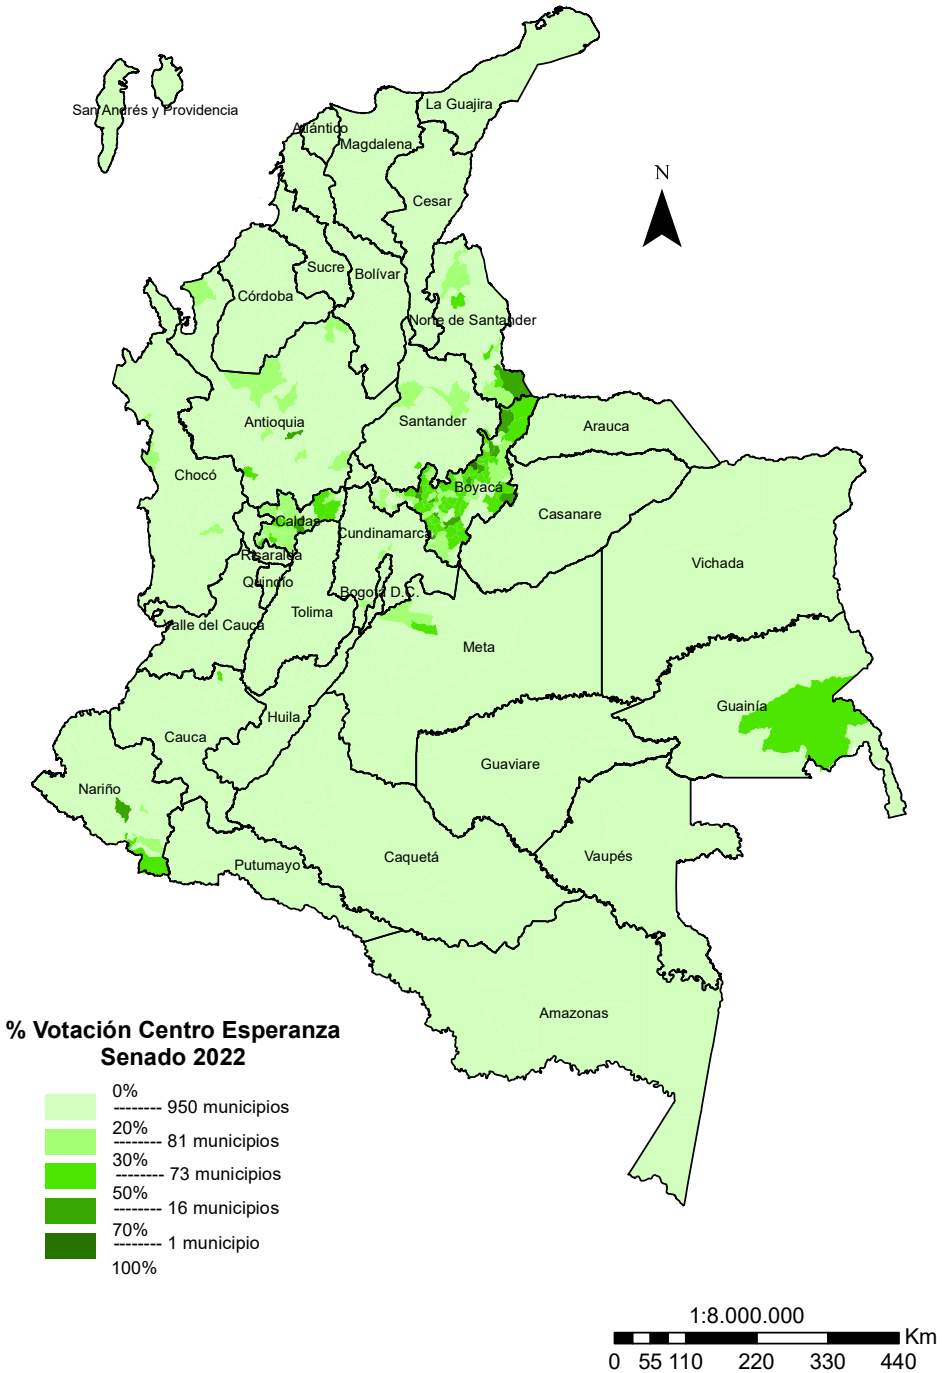 La Guajira
San Andrés y Providencia
Atlántico
Magdalena
N
Cesar
Sucre
Bolívar
Córdoba
Norte de Santander
Antioquia
Santander
Arauca
Chocó
Boyacá
Casanare
Caldas
Cundinamarca
Risaralda
Vichada
Quindío
Bogotá D.C.
Tolima
Valle del Cauca
Meta
Guainía
Huila
Cauca
Guaviare
Nariño
Caquetá
Vaupés
Putumayo
Amazonas
% Votación Centro Esperanza
Senado 2022
0%
-------- 950 municipios
20%
-------- 81 municipios
30%
-------- 73 municipios
50%
-------- 16 municipios
70%
-------- 1 municipio
100%
1:8.000.000
Km
0 55 110 220 330 440